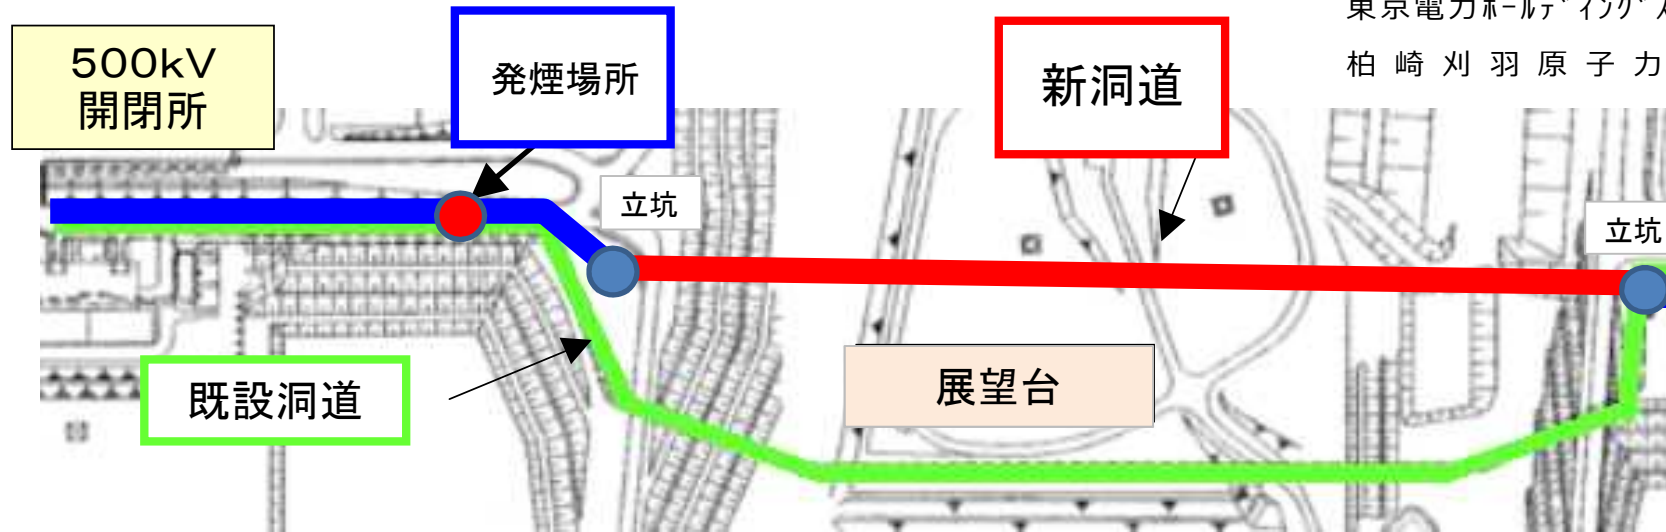 東京電力ﾎｰﾙﾃﾞｨﾝｸﾞｽ
柏崎刈羽原子力
500kV
開閉所
発煙場所
新洞道
立坑
立坑
既設洞道
展望台